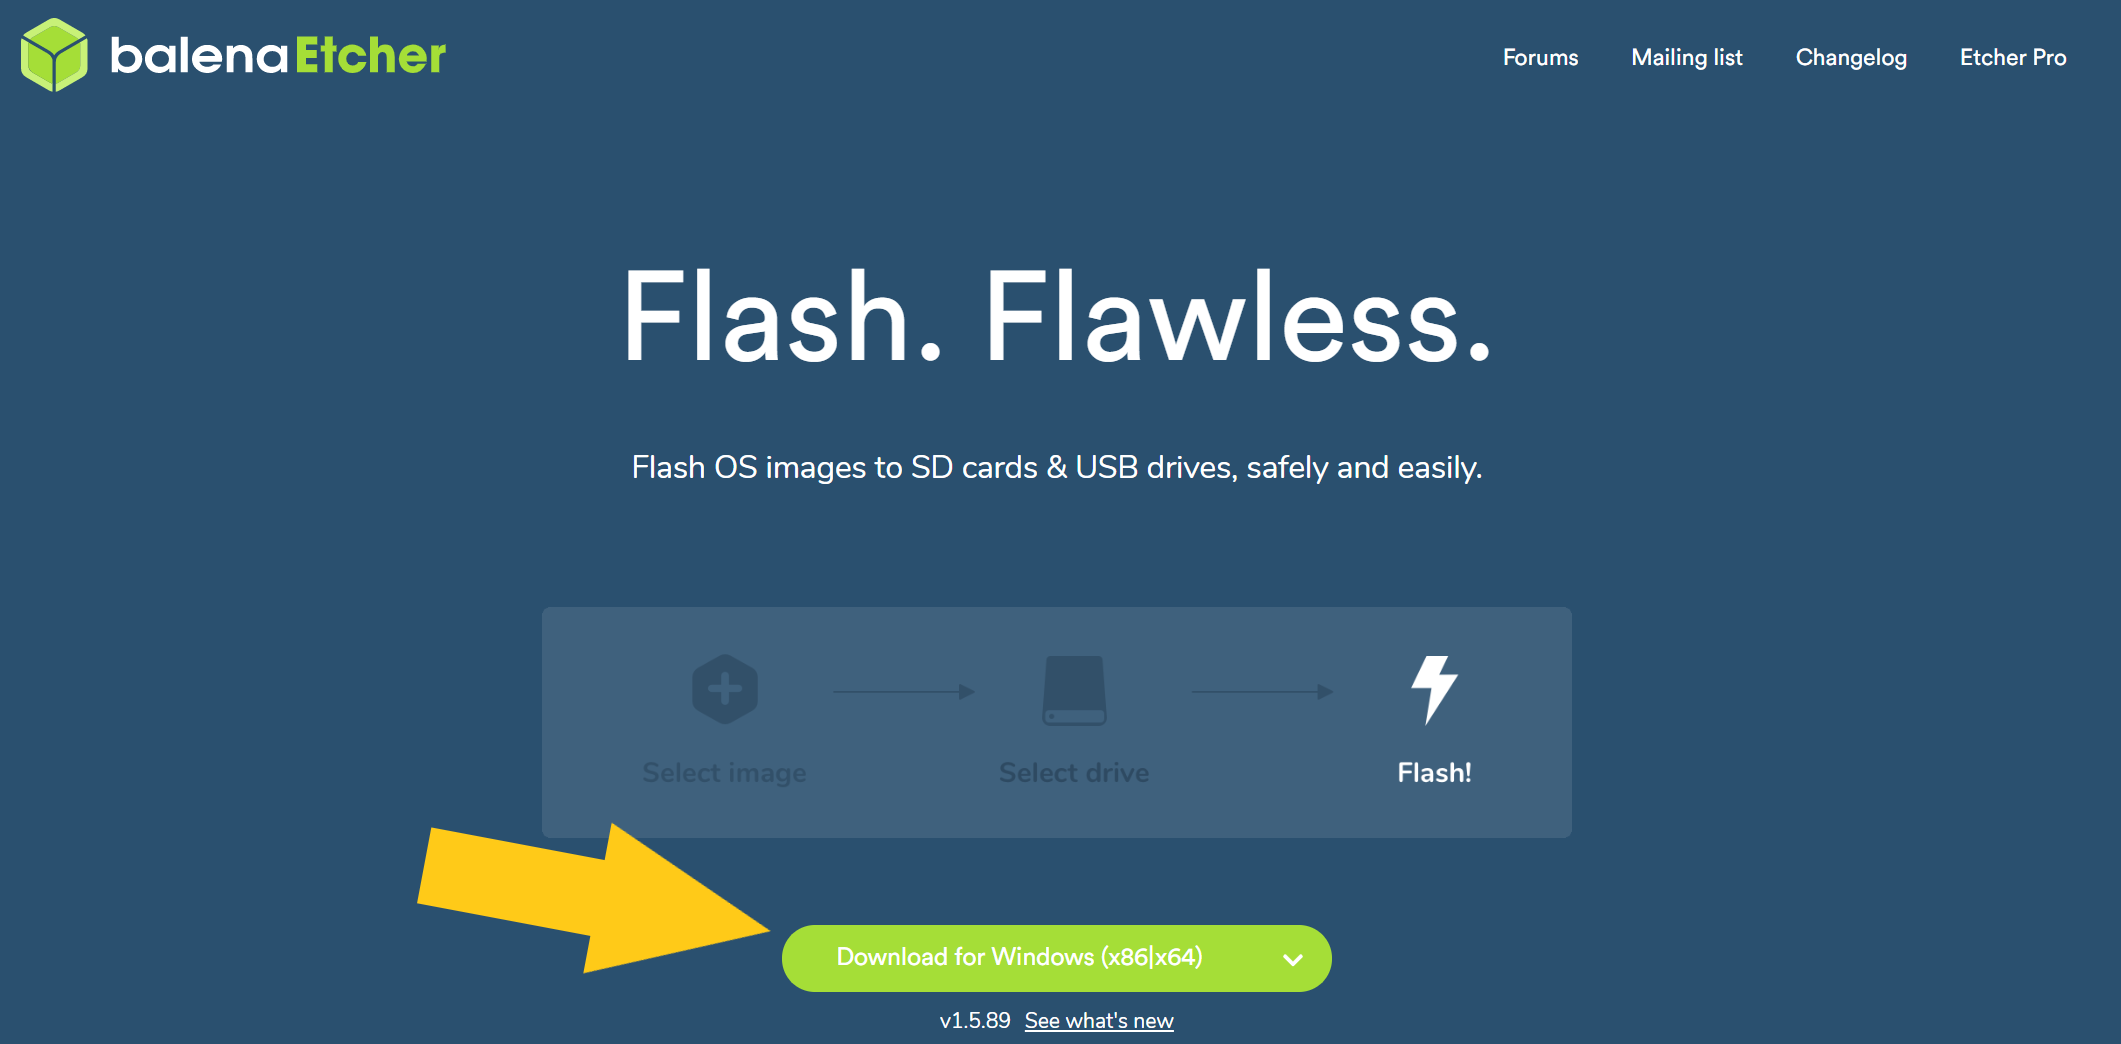 balenaEtcher
Forums Mailing list Changelog Etcher Pro
Flash. Flawless.
Flash OS images to SD cards & USB drives, safely and easily.
Select image Select drive Flash!
Download for Windows (x86|x64)
v1.5.89 See what's new